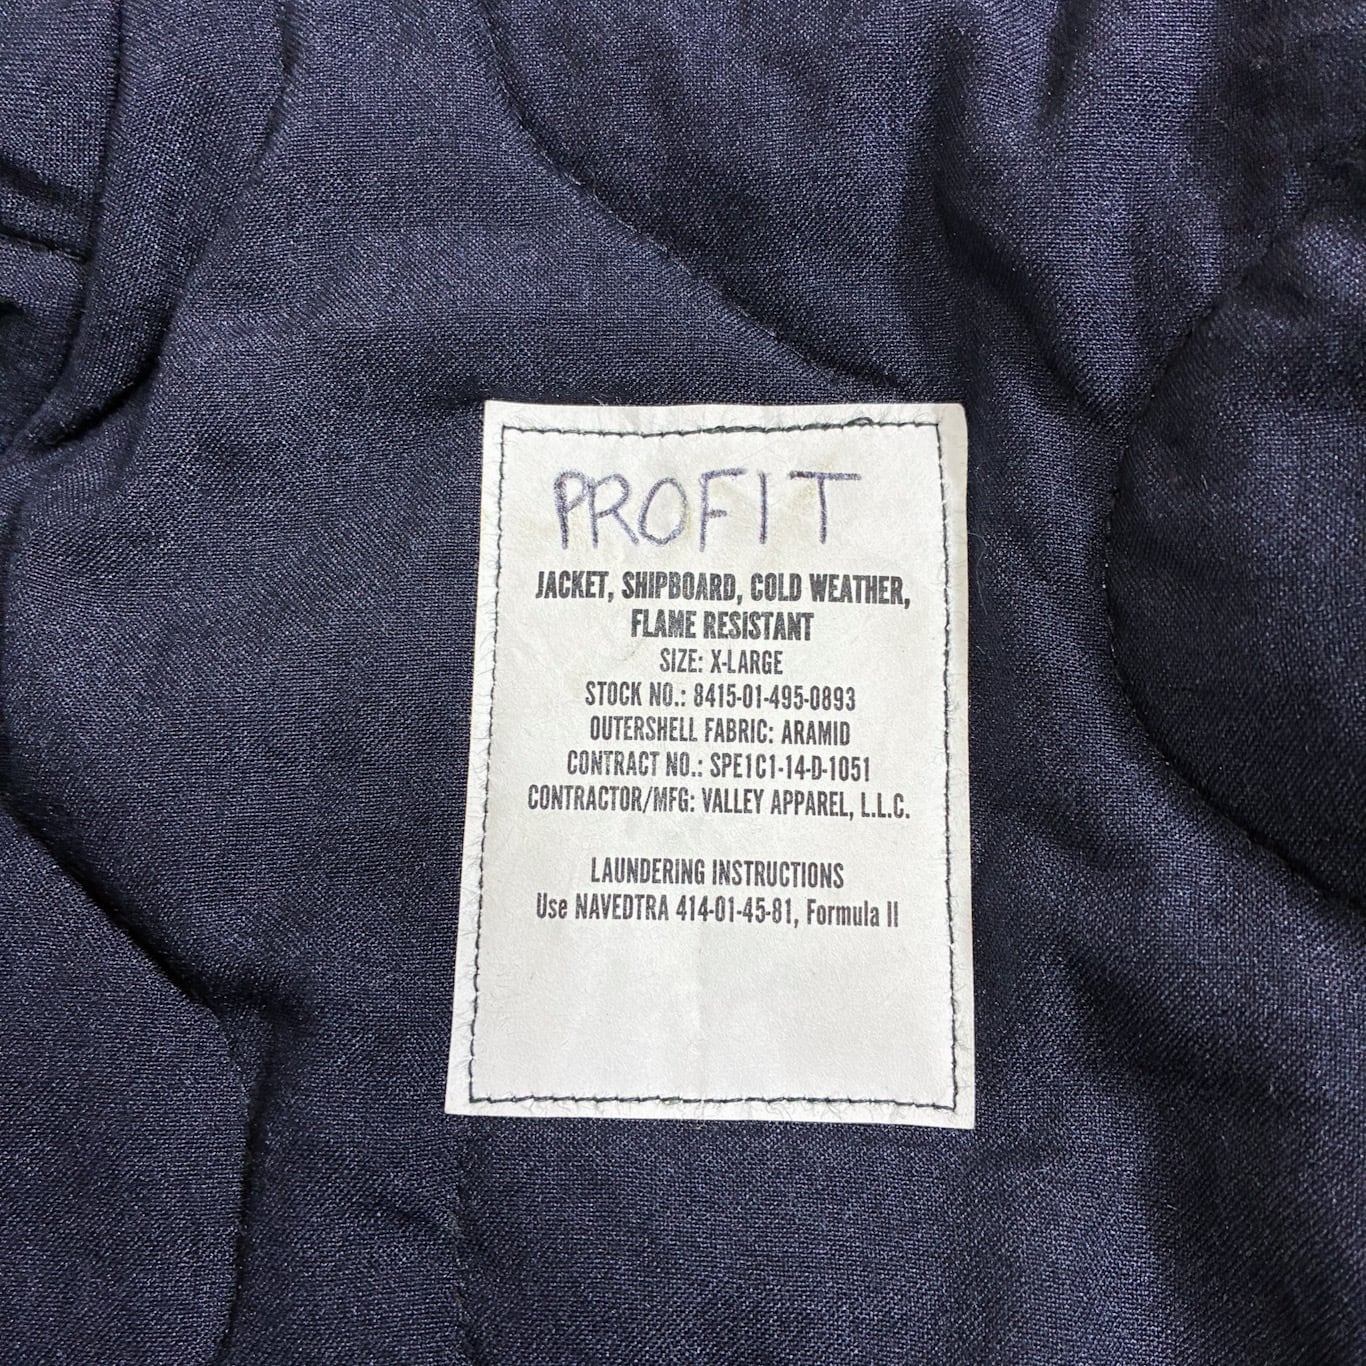 PROFIT
JACKET, SHIPBOARD, COLD WEATHER,
FLAME RESISTANT
SIZE: X-LARGE
STOCK NO.: 8415-01-495-0893
OUTERSHELL FABRIC: ARAMID
CONTRACT NO.: SPE1C1-14-D-1051
CONTRACTOR/MFG: VALLEY APPAREL, L.L.C.
LAUNDERING INSTRUCTIONS
Use NAVEDTRA 414-01-45-81, Formula II